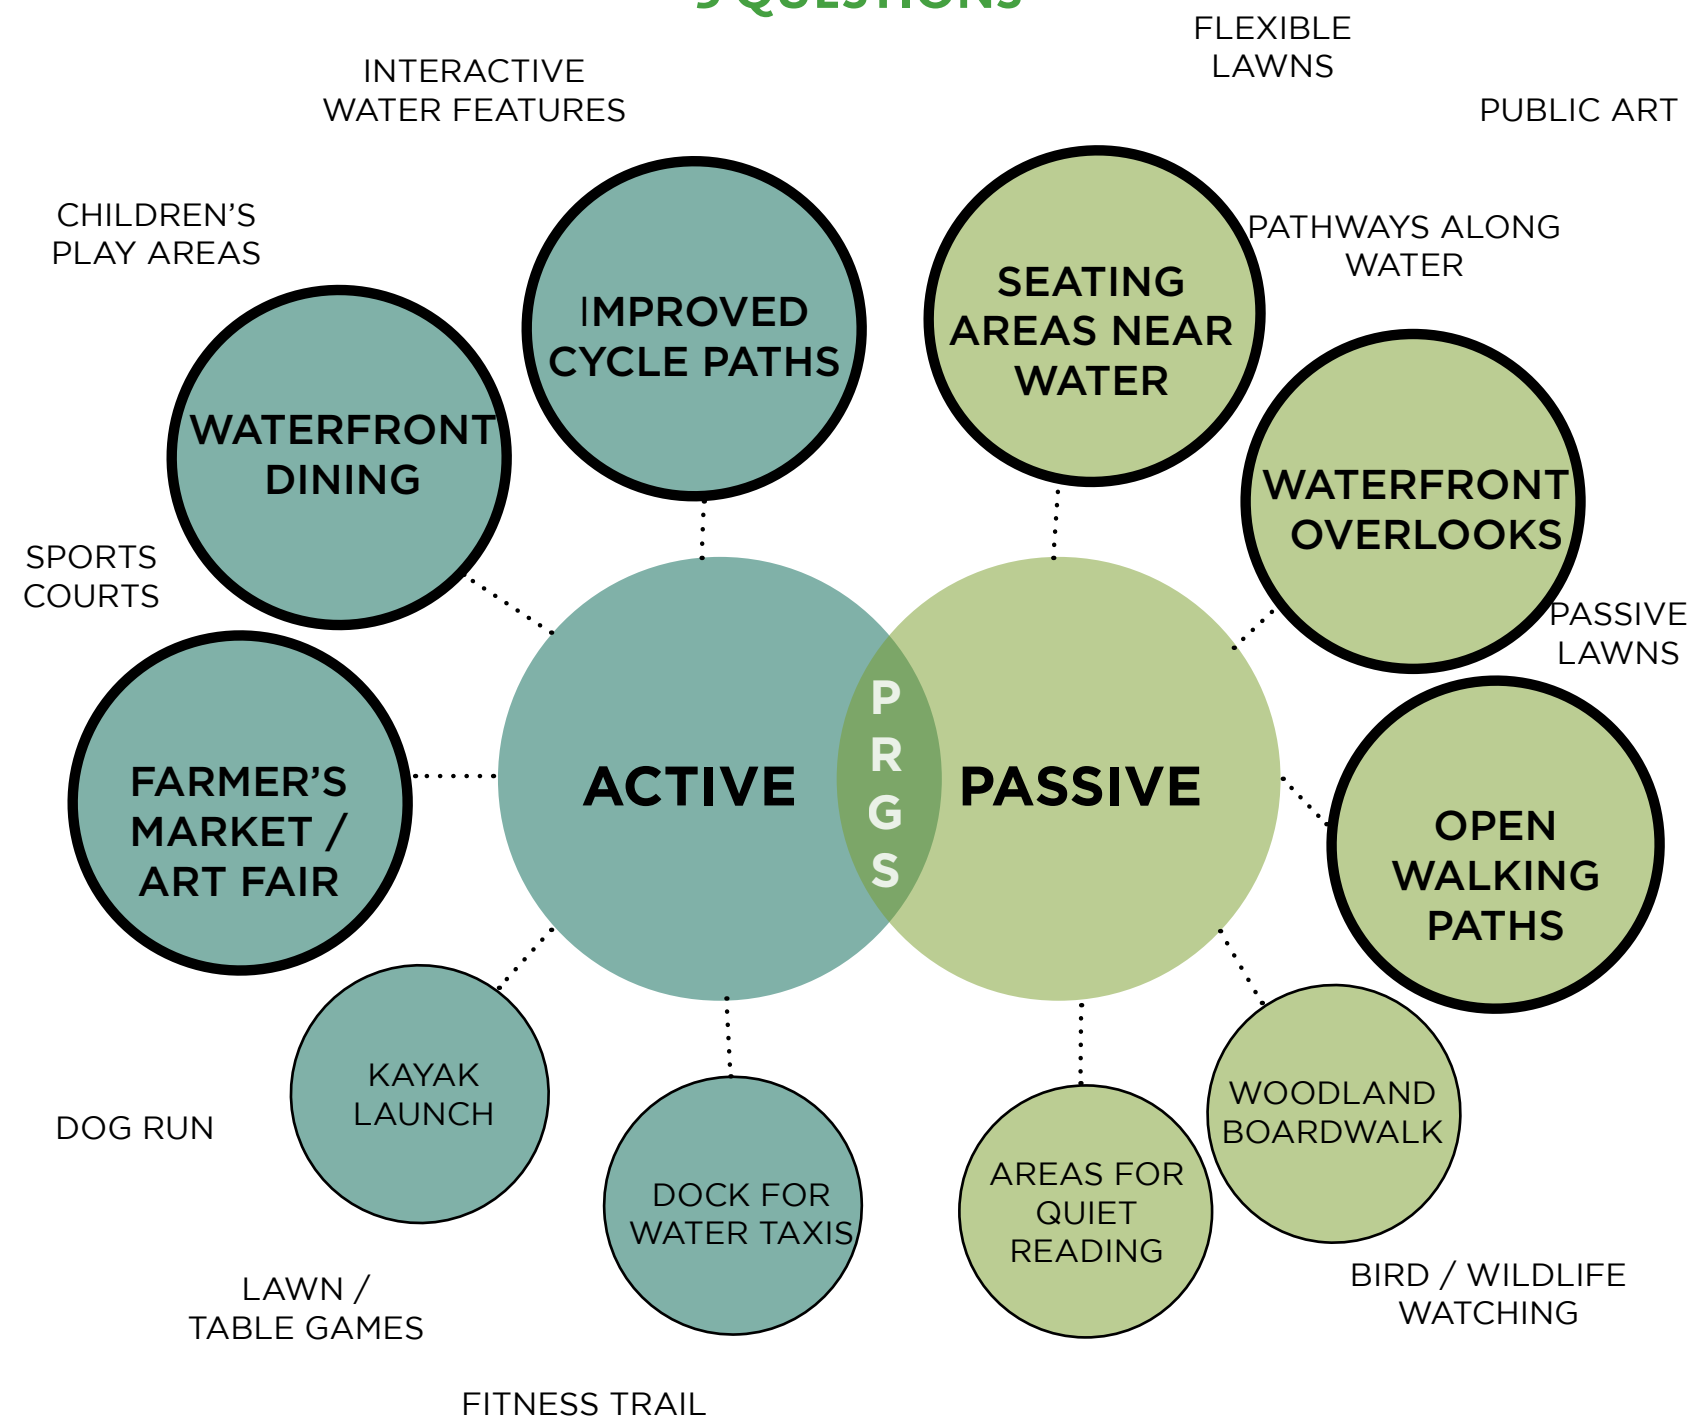 QUESTIONS
FLEXIBLE
LAWNS
INTERACTIVE
WATER FEATURES
PUBLIC ART
CHILDREN'S
PLAY AREAS
PATHWAYS ALONG
WATER
IMPROVED
CYCLE PATHS
SEATING
AREAS NEAR
WATER
WATERFRONT
DINING
WATERFRONT
OVERLOOKS
SPORTS
COURTS
PASSIVE
LAWNS
FARMER'S
MARKET /
ART FAIR
ACTIVE
P
R
G
S
PASSIVE
OPEN
WALKING
PATHS
KAYAK
LAUNCH
DOG RUN
DOCK FOR
WATER TAXIS
AREAS FOR
QUIET
READING
WOODLAND
BOARDWALK
LAWN /
TABLE GAMES
BIRD / WILDLIFE
WATCHING
FITNESS TRAIL